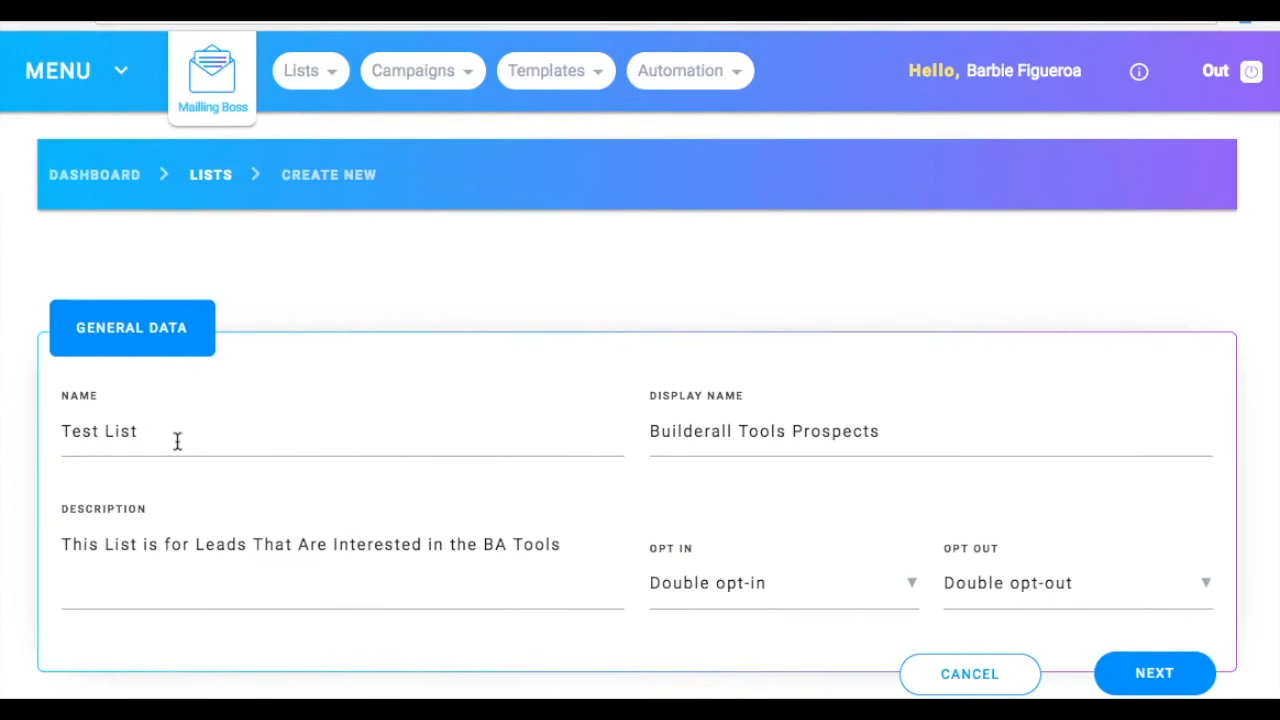 MENU
Mailling Boss
Lists
Campaigns
Templates
Automation
Hello, Barbie Figueroa
Out
DASHBOARD > LISTS > CREATE NEW
GENERAL DATA
NAME
Test List
DISPLAY NAME
Builderall Tools Prospects
DESCRIPTION
This List is for Leads That Are Interested in the BA Tools
OPT IN
Double opt-in
OPT OUT
Double opt-out
CANCEL
NEXT